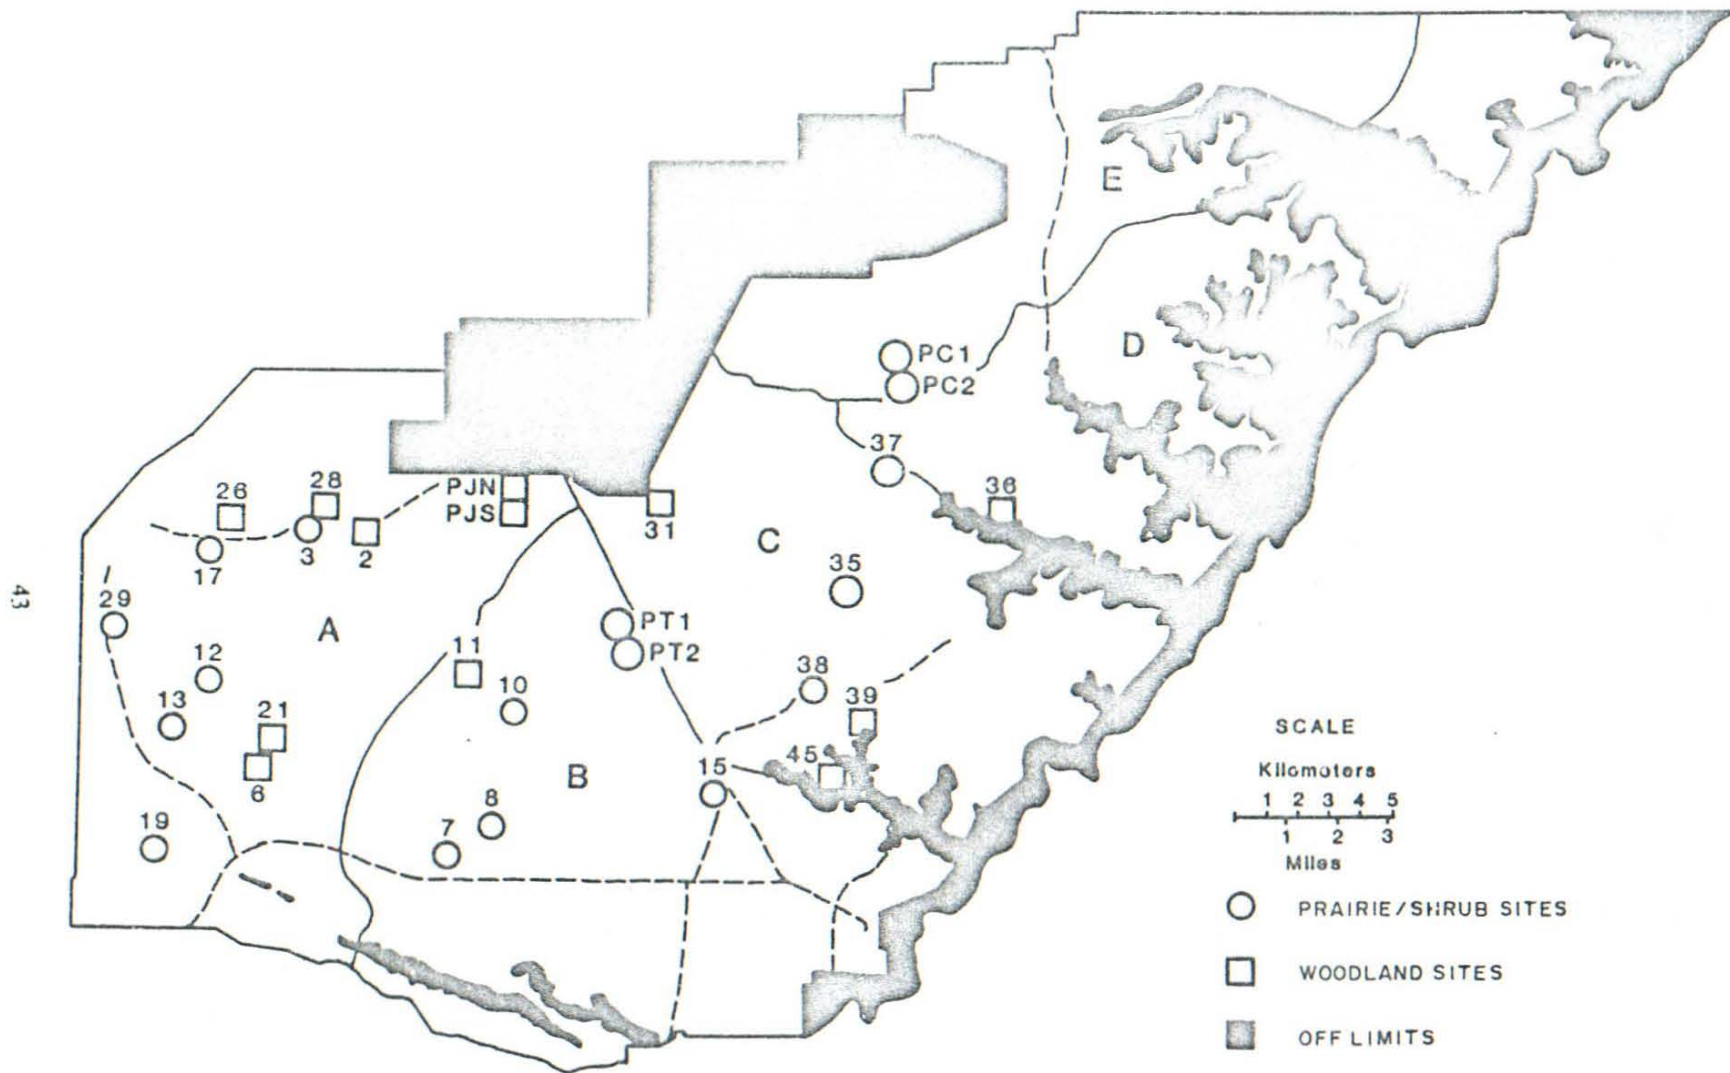 E
D
PC1
PC2
37
26
28
PJN
PJS
36
31
3
2
C
17
35
29
A
PT1
11
PT2
12
38
10
13
39
21
B
45
15
6
8
7
19
43
SCALE
Kilometers
1 2 3 4 5
1 2 3
Miles
PRAIRIE/SHRUB SITES
WOODLAND SITES
OFF LIMITS